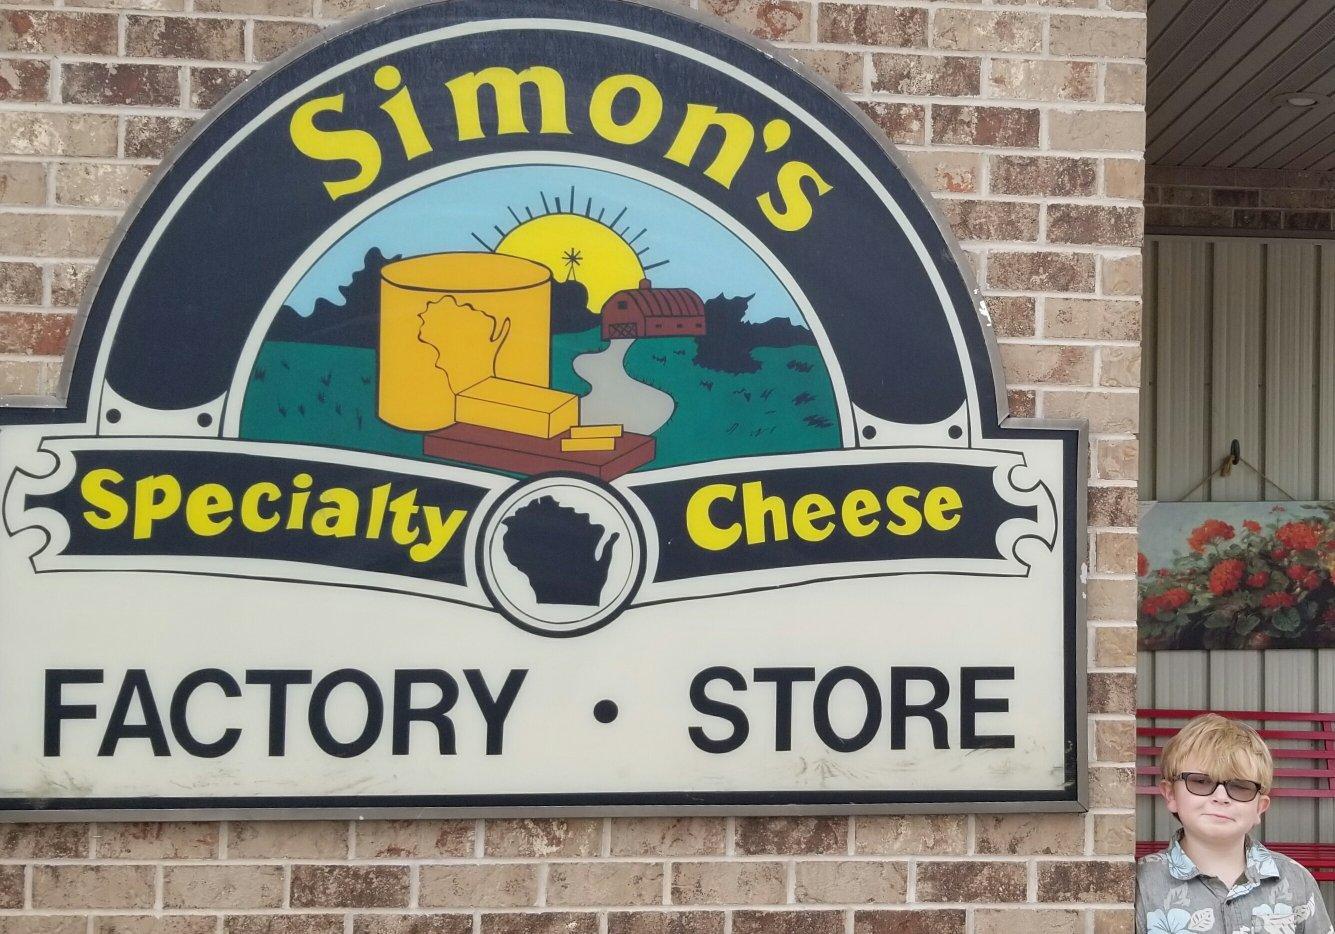 Simon's
Specialty Cheese
FACTORY • STORE